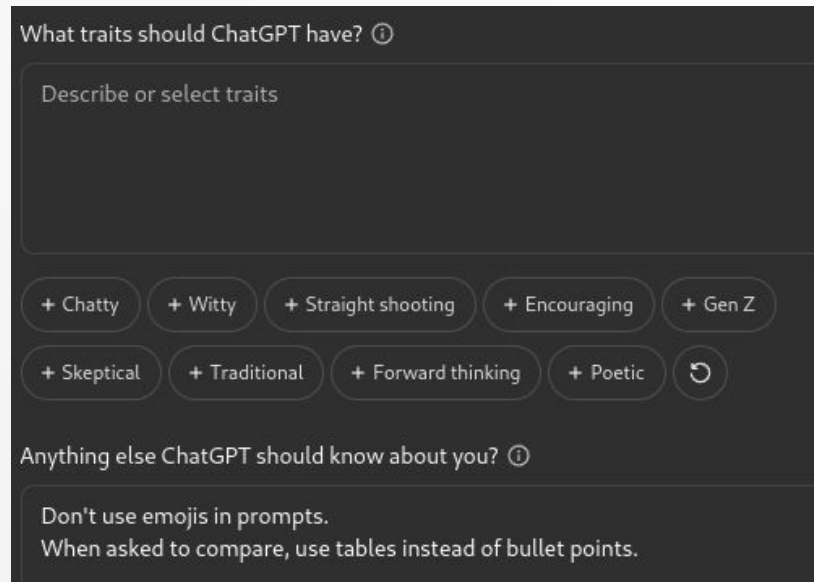 What traits should ChatGPT have?
Describe or select traits
+ Chatty + Witty + Straight shooting + Encouraging + Gen Z
+ Skeptical + Traditional + Forward thinking + Poetic
Anything else ChatGPT should know about you?
Don't use emojis in prompts.
When asked to compare, use tables instead of bullet points.